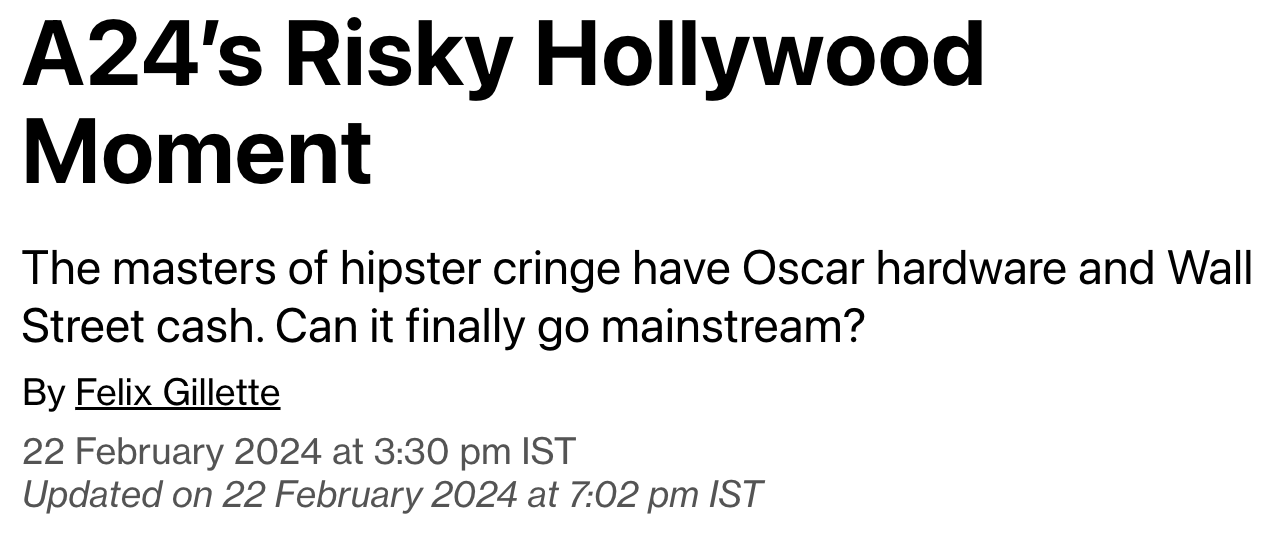 A24’s Risky Hollywood
Moment
The masters of hipster cringe have Oscar hardware and Wall
Street cash. Can it finally go mainstream?
By Felix Gillette
22 February 2024 at 3:30 pm IST
Updated on 22 February 2024 at 7:02 pm IST